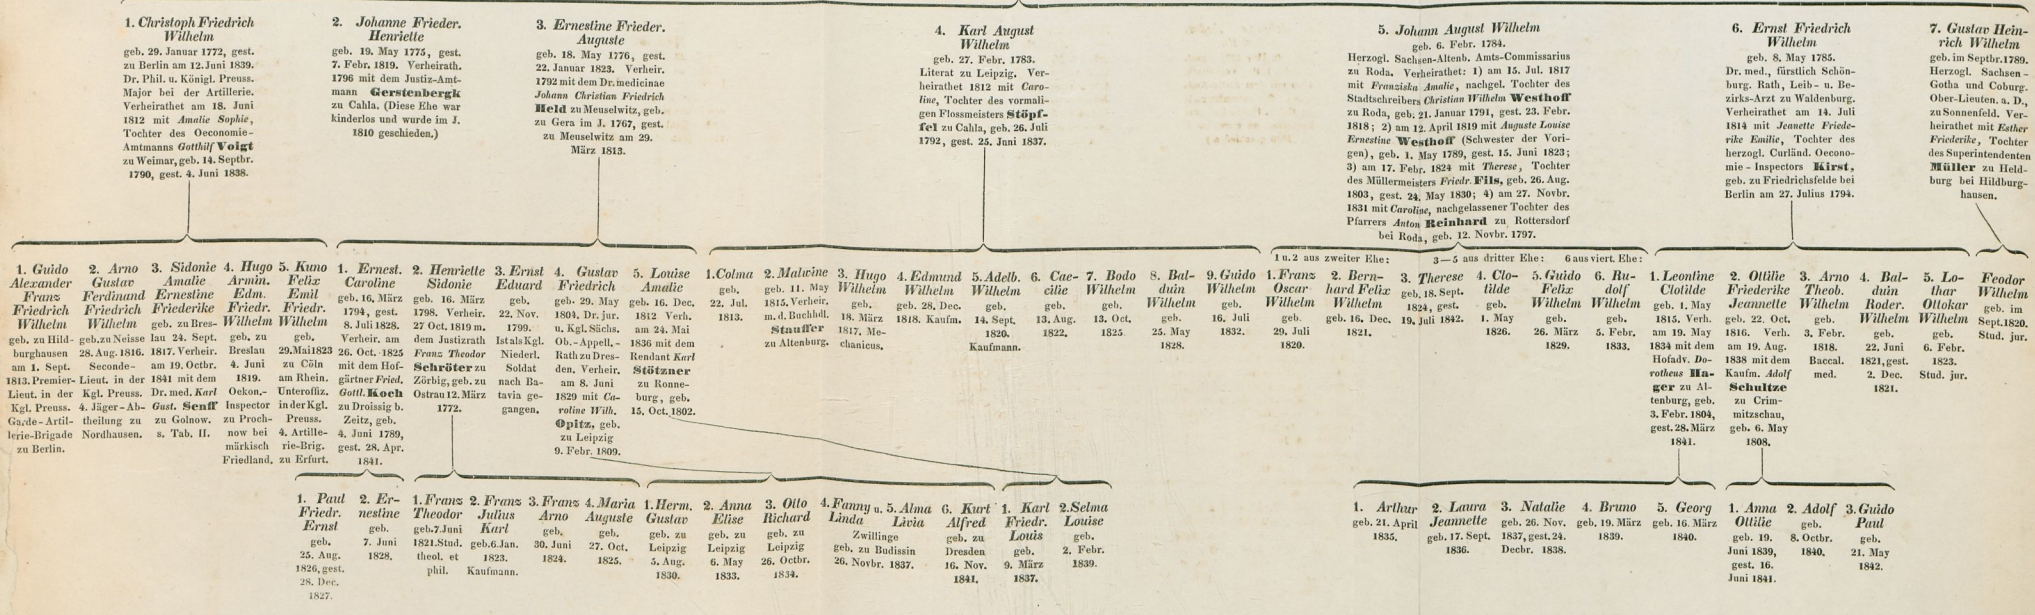 1. Christoph Friedrich
Wilhelm
geb. 29. Januar 1772, gest.
zu Berlin am 12. Juni 1839.
Dr. Phil. u. Königl. Preuss.
Major bei der Artillerie.
Verheirathet am 18. Juni
1812 mit Amalie Sophie,
Tochter des Oeconomie-
Amtmanns Gotthilf Voigt
zu Weimar, geb. 14. Septbr.
1790, gest. 4. Juni 1838.
2. Johanne Frieder.
Henriette
geb. 19. May 1775, gest.
7. Febr. 1819. Verheirath.
1796 mit dem Justiz-Amt-
mann Gerstenbergk
zu Cahla. (Diese Ehe war
kinderlos und wurde im J.
1810 geschieden.)
3. Ernestine Frieder.
Auguste
geb. 18. May 1776, gest.
22. Januar 1823. Verheir.
1792 mit dem Dr. medicinae
Johann Christian Friedrich
Held zu Meuselwitz, geb.
zu Gera im J. 1767, gest.
zu Meuselwitz am 29.
März 1813.
4. Karl August
Wilhelm
geb. 27. Febr. 1783.
Literat zu Leipzig. Ver-
heirathet 1812 mit Caro-
line, Tochter des vormali-
gen Flossmeisters Stöpf-
fel zu Cahla, geb. 26. Juli
1792, gest. 25. Juni 1837.
5. Johann August Wilhelm
geb. 6. Febr. 1784.
Herzogl. Sachsen-Altenb. Amts-Commissarius
zu Roda. Verheirathet: 1) am 15. Jul. 1817
mit Franziska Amalie, nachgel. Tochter des
Stadtschreibers Christian Wilhelm Westhoff
zu Roda, geb. 21. Januar 1791, gest. 23. Febr.
1818; 2) am 12. April 1819 mit Auguste Louise
Ernestine Westhoff (Schwester der Vori-
gen), geb. 1. May 1789, gest. 15. Juni 1823;
3) am 17. Febr. 1824 mit Therese, Tochter
des Müllermeisters Friedr. Fils, geb. 26. Aug.
1803, gest. 24. May 1830; 4) am 27. Novbr.
1831 mit Caroline, nachgelassener Tochter des
Pfarrers Anton Reinhard zu Rottersdorf
bei Roda, geb. 12. Novbr. 1797.
6. Ernst Friedrich
Wilhelm
geb. 8. May 1785.
Dr. med., fürstlich Schön-
burg. Rath, Leib- u. Be-
zirks-Arzt zu Waldenburg.
Verheirathet am 14. Juli
1814 mit Jeanette Friede-
rike Emilie, Tochter des
herzogl. Curländ. Oecono-
mie-Inspectors Kirst,
geb. zu Friedrichsfelde bei
Berlin am 27. Julius 1794.
7. Gustav Hein-
rich Wilhelm
geb. im Septbr. 1789.
Herzogl. Sachsen-
Gotha und Coburg.
Ober-Lieuten. a. D.,
zu Sonnenfeld. Ver-
heirathet mit Esther
Friederike, Tochter
des Superintendenten
Müller zu Held-
burg bei Hildburg-
hausen.
1. Guido
Alexander
Franz
Friedrich
Wilhelm
geb. zu Hild-
burghausen
am 1. Sept.
1813. Premier-
Lieut. in der
Kgl. Preuss.
Garde-Artil-
lerie-Brigade
zu Berlin.
2. Arno
Gustav
Ferdinand
Wilhelm
geb. zu Neisse
28. Aug. 1816.
Seconde-
Lieut. in der
Kgl. Preuss.
4. Jäger-Ab-
theilung zu
Nordhausen.
3. Sidonie
Amalie
Ernestine
Friederike
geb. zu Bres-
lau 24. Sept.
1817. Verheir.
am 19. Octbr.
1841 mit dem
Dr. med. Karl
Gust. Senff
zu Golnow.
s. Tab. II.
4. Hugo
Armin.
Edm.
Friedr.
Wilhelm
geb. zu
Breslau
4. Juni
1819.
Oekon.-
Inspector
zu Proch-
now bei
märkisch
Friedland.
5. Kuno
Felix
Emil
Friedr.
Wilhelm
geb.
29. Mai 1823
zu Cöln
am Rhein.
Unteroffiz.
in der Kgl.
Preuss.
4. Artille-
rie-Brig.
zu Erfurt.
1. Ernest.
Caroline
geb. 16. März
1794, gest.
8. Juli 1828.
Verheir. am
26. Oct. 1825
mit dem Hof-
gärtner Fried.
Gottl. Koch
zu Droissig b.
Zeitz, geb.
4. Juni 1789,
gest. 28. Apr.
1841.
2. Henriette
Sidonie
geb. 16. März
1798. Verheir.
27 Oct. 1819 m.
dem Justizrath
Franz Theodor
Schröter zu
Zörbig, geb. zu
Ostrau 12. März
1772.
3. Ernst
Eduard
geb.
22. Nov.
1799.
Ist als Kgl.
Niederl.
Soldat
nach Ba-
tavia ge-
gangen.
4. Gustav
Friedrich
geb. 29. May
1804. Dr. jur.
u. Kgl. Sächs.
Ob.-Appell.-
Rath zu Dres-
den. Verheir.
am 8. Juni
1829 mit Ca-
roline Wilh.
Opitz, geb.
zu Leipzig
9. Febr. 1809.
5. Louise
Amalie
geb. 16. Dec.
1812 Verh.
am 24. Mai
1836 mit dem
Rendant Karl
Stötzner
zu Ronne-
burg, geb.
15. Oct. 1802.
1. Colma
geb.
22. Jul.
1813.
2. Malwine
geb. 11. May
1815. Verheir.
m. d. Buchhdl.
Stauffer
zu Altenburg.
3. Hugo
Wilhelm
geb.
18. März
1817. Me-
chanicus.
4. Edmund
Wilhelm
geb. 28. Dec.
1818. Kaufm.
5. Adelb.
Wilhelm
geb.
14. Sept.
1820.
Kaufmann.
6. Cae-
cilie
geb.
13. Aug.
1822.
7. Bodo
Wilhelm
geb.
13. Oct.
1825.
8. Bal-
duin
Wilhelm
geb.
25. May
1828.
9. Guido
Wilhelm
geb.
16. Juli
1832.
1 u. 2 aus zweiter Ehe:
3—5 aus dritter Ehe:
6 aus viert. Ehe:
1. Franz
Oscar
Wilhelm
geb.
29. Juli
1820.
2. Bern-
hard Felix
Wilhelm
geb. 16. Dec.
1821.
3. Therese
geb. 18. Sept.
1824, gest.
19. Juli 1842.
4. Clo-
tilde
geb.
1. May
1826.
5. Guido
Felix
Wilhelm
geb.
26. März
1829.
6. Ru-
dolf
Wilhelm
geb.
5. Febr.
1833.
1. Leontine
Clotilde
geb. 1. May
1815. Verh.
am 19. May
1834 mit dem
Hofadv. Do-
rotheus Ha-
ger zu Al-
tenburg, geb.
3. Febr. 1804,
gest. 28. März
1841.
2. Ottilie
Friederike
Jeannette
geb. 22. Oct.
1816. Verh.
am 19. Aug.
1838 mit dem
Kaufm. Adolf
Schultze
zu Crim-
mitzschau,
geb. 6. May
1808.
3. Arno
Theob.
Wilhelm
geb.
3. Febr.
1818.
Baccal.
med.
4. Bal-
duin
Roder.
Wilhelm
geb.
22. Juni
1821, gest.
2. Dec.
1821.
5. Lo-
thar
Ottokar
Wilhelm
geb.
6. Febr.
1823.
Stud. jur.
Feodor
Wilhelm
geb. im
Sept. 1820.
Stud. jur.
1. Paul
Friedr.
Ernst
geb.
25. Aug.
1826, gest.
28. Dec.
1827.
2. Er-
nestine
geb.
7. Juni
1828.
1. Franz
Theodor
geb. 7. Juni
1821. Stud.
theol. et
phil.
2. Franz
Julius
Karl
geb. 6. Jan.
1823.
Kaufmann.
3. Franz
Arno
geb.
30. Juni
1824.
4. Maria
Auguste
geb.
27. Oct.
1825.
1. Herm.
Gustav
geb. zu
Leipzig
5. Aug.
1830.
2. Anna
Elise
geb. zu
Leipzig
6. May
1833.
3. Otto
Richard
geb. zu
Leipzig
26. Octbr.
1834.
4. Fanny u. 5. Alma
Linda Livia
Zwillinge
geb. zu Budissin
26. Novbr 1837.
6. Kurt
Alfred
geb. zu
Dresden
16. Nov.
1841.
1. Karl
Friedr.
Louis
geb.
9. März
1837.
2. Selma
Louise
geb.
2. Febr.
1839.
1. Arthur
geb. 21. April
1835.
2. Laura
Jeannette
geb. 17. Sept.
1836.
3. Natalie
geb. 26. Nov.
1837, gest. 24.
Decbr. 1838.
4. Bruno
geb. 19. März
1839.
5. Georg
geb. 16. März
1840.
1. Anna
Ottilie
geb. 19.
Juni 1839,
gest. 16.
Juni 1841.
2. Adolf
geb.
8. Octbr.
1840.
3. Guido
Paul
geb.
21. May
1842.